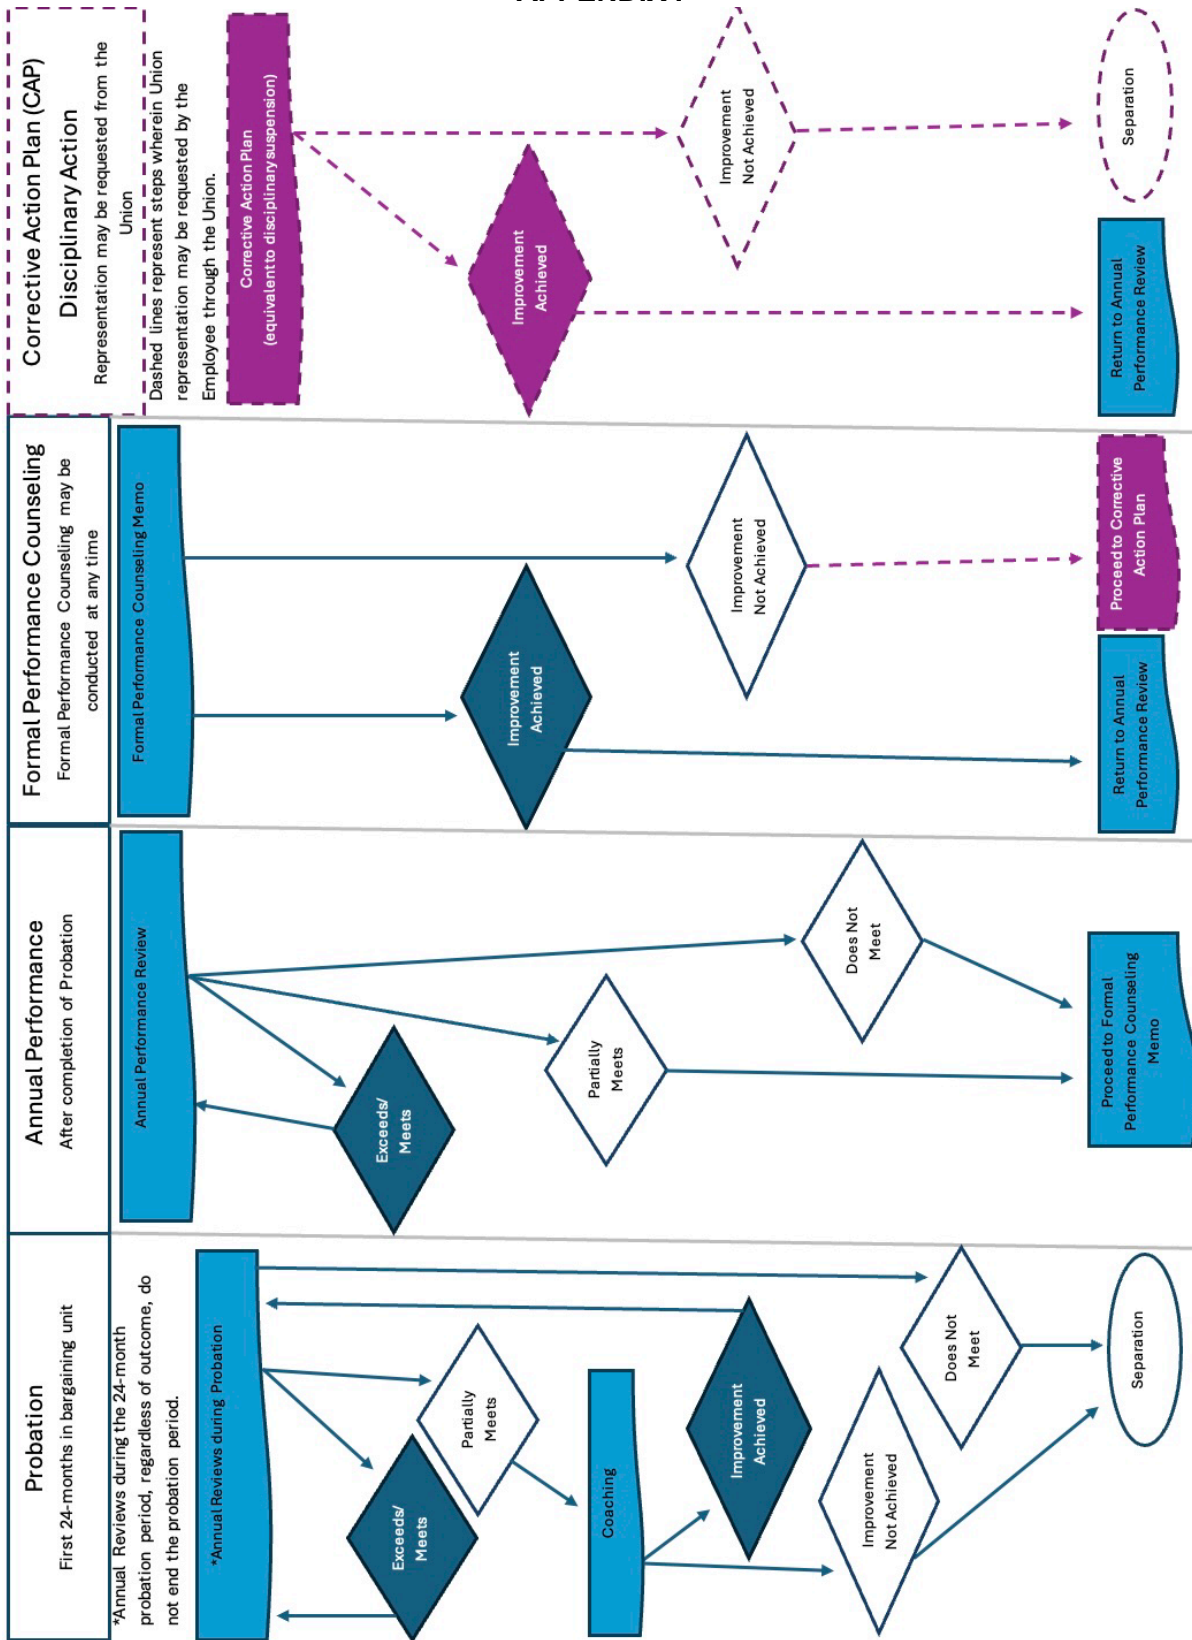 Probation
First 24-months in bargaining unit
*Annual Reviews during the 24-month
probation period, regardless of outcome, do
not end the probation period.
*Annual Reviews during Probation
Exceeds/
Meets
Partially
Meets
Coaching
Improvement
Achieved
Improvement
Not Achieved
Does Not
Meet
Separation
Annual Performance
After completion of Probation
Annual Performance Review
Exceeds/
Meets
Partially
Meets
Does Not
Meet
Proceed to Formal
Performance Counseling
Memo
Formal Performance Counseling
Formal Performance Counseling may be
conducted at any time
Formal Performance Counseling Memo
Improvement
Achieved
Improvement
Not Achieved
Return to Annual
Performance Review
Proceed to Corrective
Action Plan
Corrective Action Plan (CAP)
Disciplinary Action
Representation may be requested from the
Union
Dashed lines represent steps wherein Union
representation may be requested by the
Employee through the Union.
Corrective Action Plan
(equivalent to disciplinary suspension)
Improvement
Achieved
Improvement
Not Achieved
Return to Annual
Performance Review
Separation